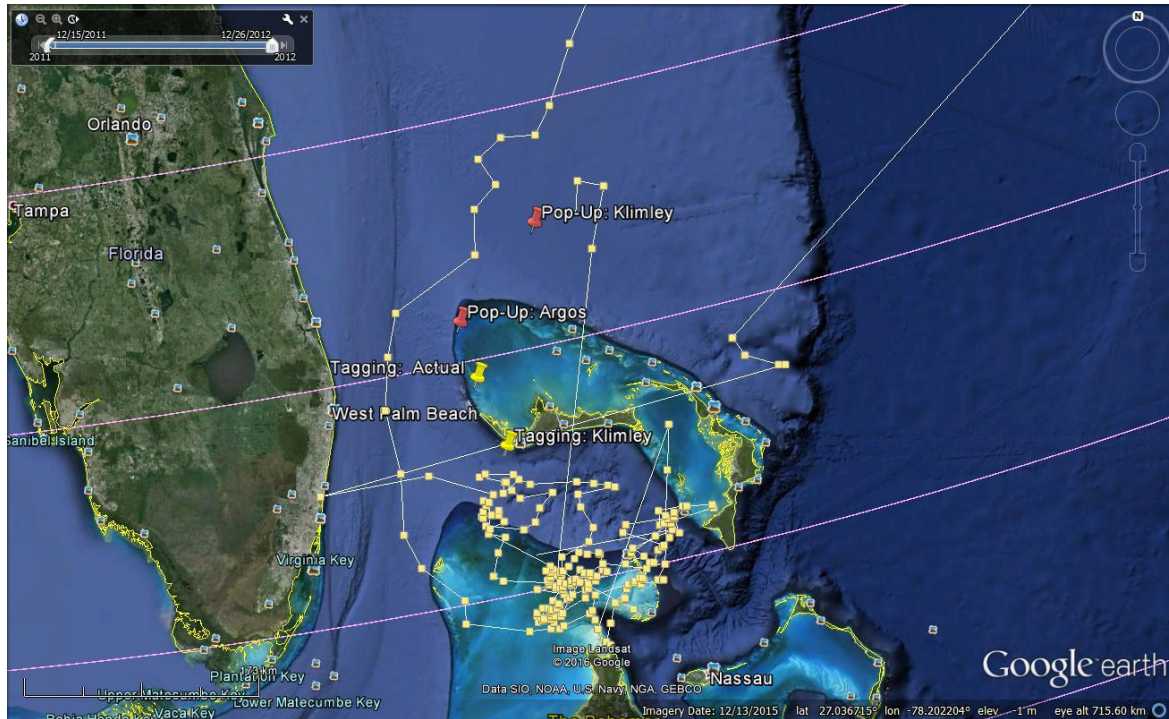 12/15/2011
12/26/2012
2011
2012
N
Orlando
Pop-Up: Klimley
Tampa
Florida
Pop-Up: Argos
Tagging: Actual
West Palm Beach
Tagging: Klimley
Sanibel Island
Virginia Key
Image Landsat
© 2016 Google
173 km
Plantation Key
Nassau
Google earth
Data SIO, NOAA, U.S. Navy, NGA, GEBCO
Upper Matecumbe Key
Lower Matecumbe Key
Vaca Key
Imagery Date: 12/13/2015 lat 27.036715° lon -78.202204° elev -1 m eye alt 715.60 km
The Bahamas